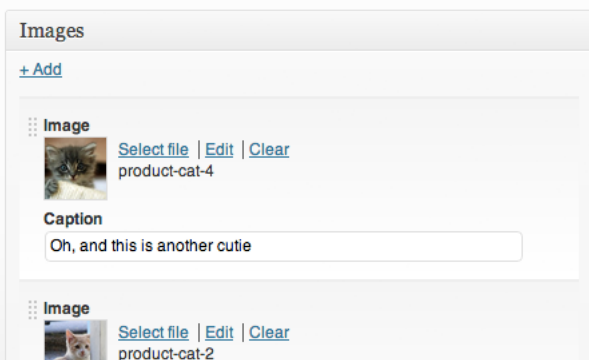 Images
+ Add
Image
Select file | Edit | Clear
product-cat-4
Caption
Oh, and this is another cutie
Image
Select file | Edit | Clear
product-cat-2